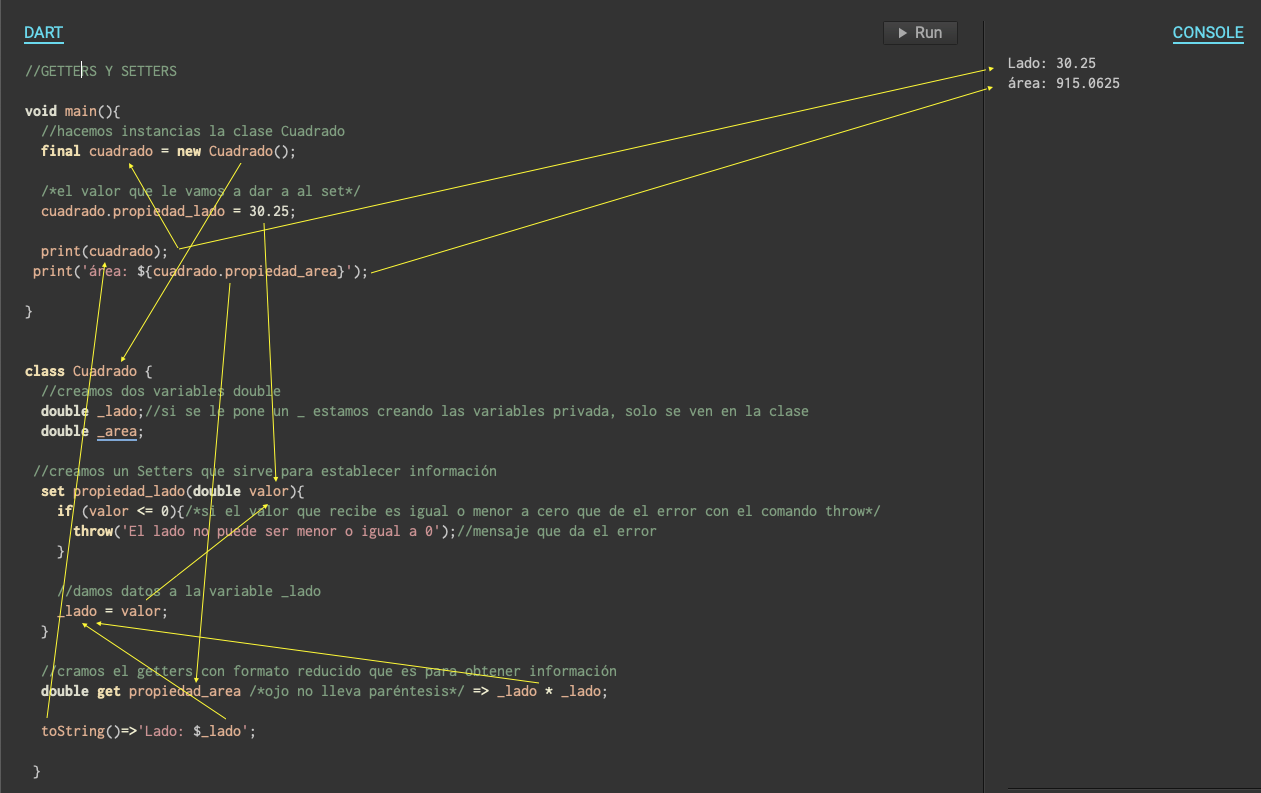 DART
Run
CONSOLE
//GETTERS Y SETTERS
void main(){
//hacemos instancias la clase Cuadrado
final cuadrado = new Cuadrado();
/*el valor que le vamos a dar a al set*/
cuadrado.propiedad_lado = 30.25;
print(cuadrado);
print('área: ${cuadrado.propiedad_area}');
}
class Cuadrado {
//creamos dos variables double
double _lado;//si se le pone un _ estamos creando las variables privada, solo se ven en la clase
double _area;
//creamos un Setters que sirve para establecer información
set propiedad_lado(double valor){
if (valor <= 0){/*si el valor que recibe es igual o menor a cero que de el error con el comando throw*/
throw('El lado no puede ser menor o igual a 0');//mensaje que da el error
}
//damos datos a la variable _lado
_lado = valor;
}
//cramos el getters con formato reducido que es para obtener información
double get propiedad_area /*ojo no lleva paréntesis*/ => _lado * _lado;
toString()=>'Lado: $_lado';
}
Lado: 30.25
área: 915.0625